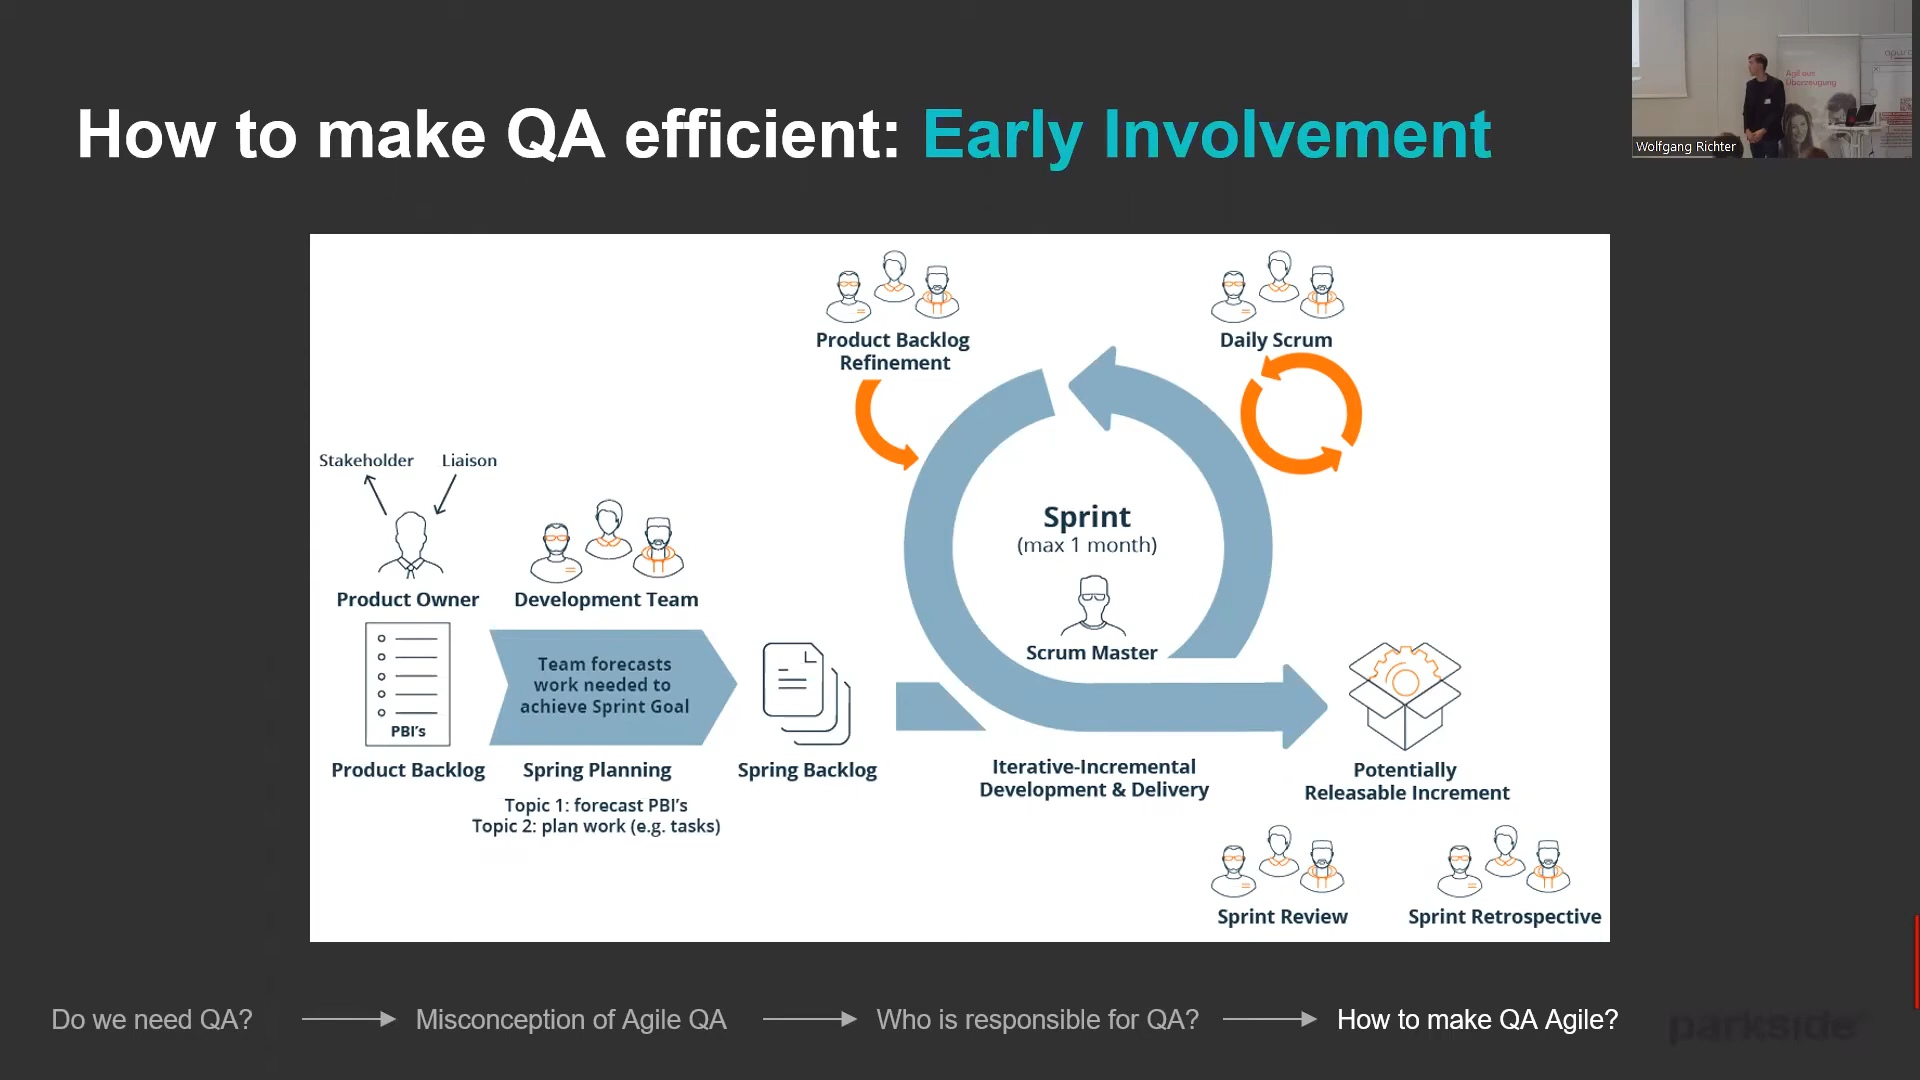 How to make QA efficient: Early Involvement
Agil aus
Überzeugung
Wolfgang Richter
Product Backlog
Refinement
Daily Scrum
Stakeholder
Liaison
Sprint
(max 1 month)
Product Owner
Development Team
Scrum Master
Team forecasts
work needed to
achieve Sprint Goal
PBI's
Product Backlog
Spring Planning
Spring Backlog
Iterative-Incremental
Development & Delivery
Potentially
Releasable Increment
Topic 1: forecast PBI's
Topic 2: plan work (e.g. tasks)
Sprint Review
Sprint Retrospective
Do we need QA?
Misconception of Agile QA
Who is responsible for QA?
How to make QA Agile?
parkside